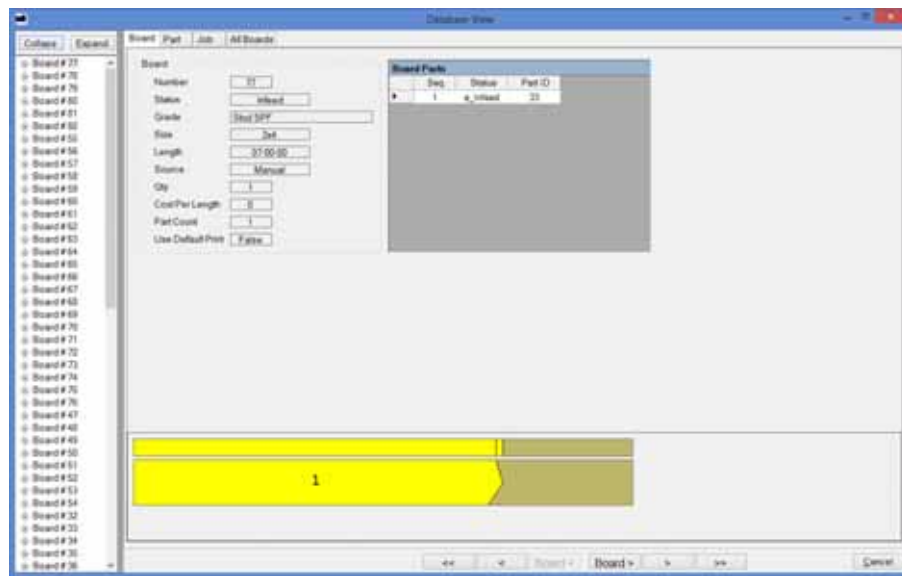 Database View
Collapse Expand
Board Part Job All Boards
Board # 77
Board # 78
Board # 79
Board # 80
Board # 81
Board # 82
Board # 55
Board # 56
Board # 57
Board # 58
Board # 59
Board # 60
Board # 61
Board # 62
Board # 63
Board # 64
Board # 65
Board # 66
Board # 67
Board # 68
Board # 69
Board # 70
Board # 71
Board # 72
Board # 73
Board # 74
Board # 75
Board # 76
Board # 47
Board # 48
Board # 49
Board # 50
Board # 51
Board # 52
Board # 53
Board # 54
Board # 32
Board # 33
Board # 34
Board # 35
Board # 36
Board
Number 77
Status Infeed
Grade Stud SPF
Size 2x4
Length 07-00-00
Source Manual
Qty 1
Cost Per Length 0
Part Count 1
Use Default Print False
Board Parts
Seq Status Part ID
1 e_Infeed 33
1
<< < Board < Board > > >>
Cancel